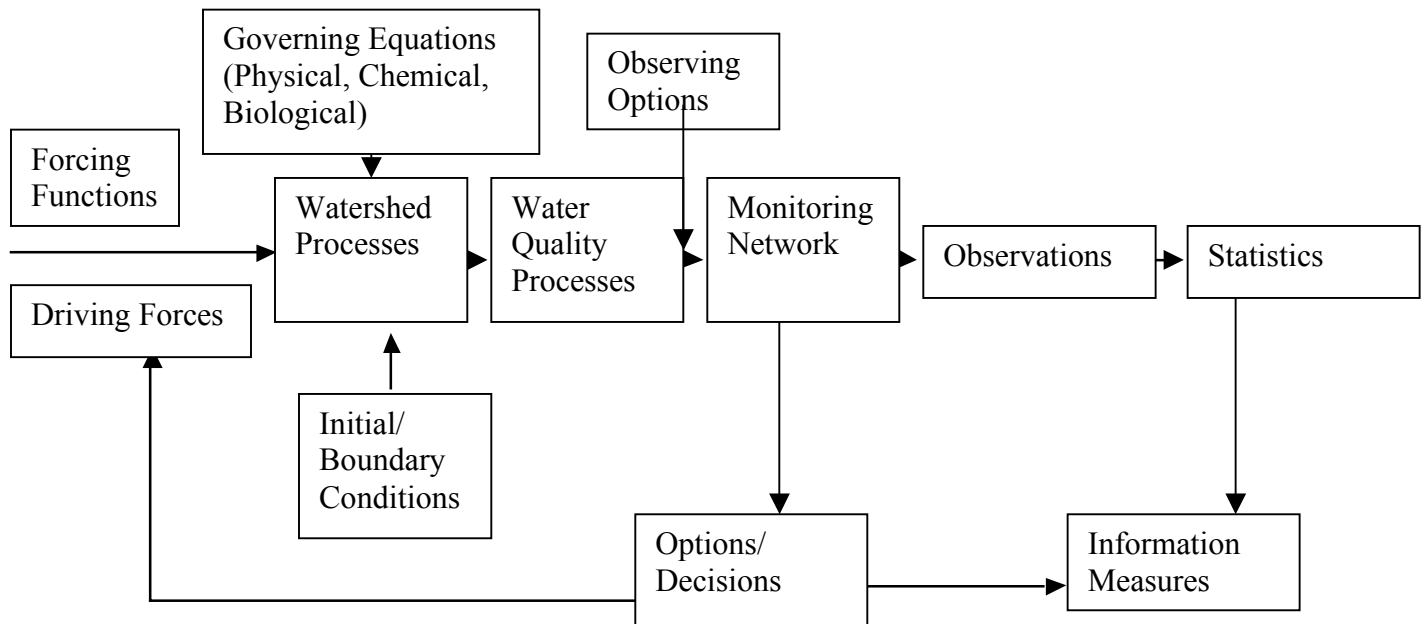 Governing Equations
(Physical, Chemical,
Biological)
Observing
Options
Forcing
Functions
Watershed
Processes
Water
Quality
Processes
Monitoring
Network
Observations
Statistics
Driving Forces
Initial/
Boundary
Conditions
Options/
Decisions
Information
Measures